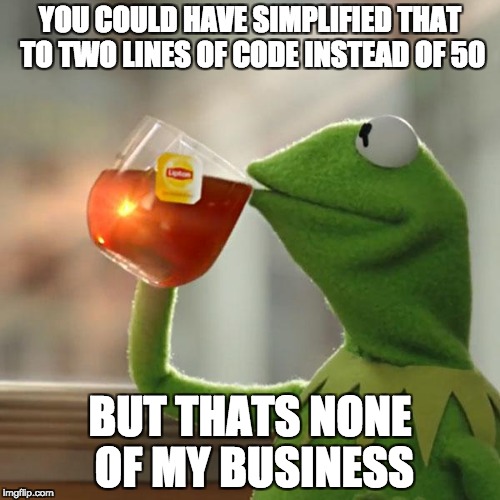 YOU COULD HAVE SIMPLIFIED THAT
TO TWO LINES OF CODE INSTEAD OF 50
Lipton
BUT THATS NONE
OF MY BUSINESS
imgflip.com